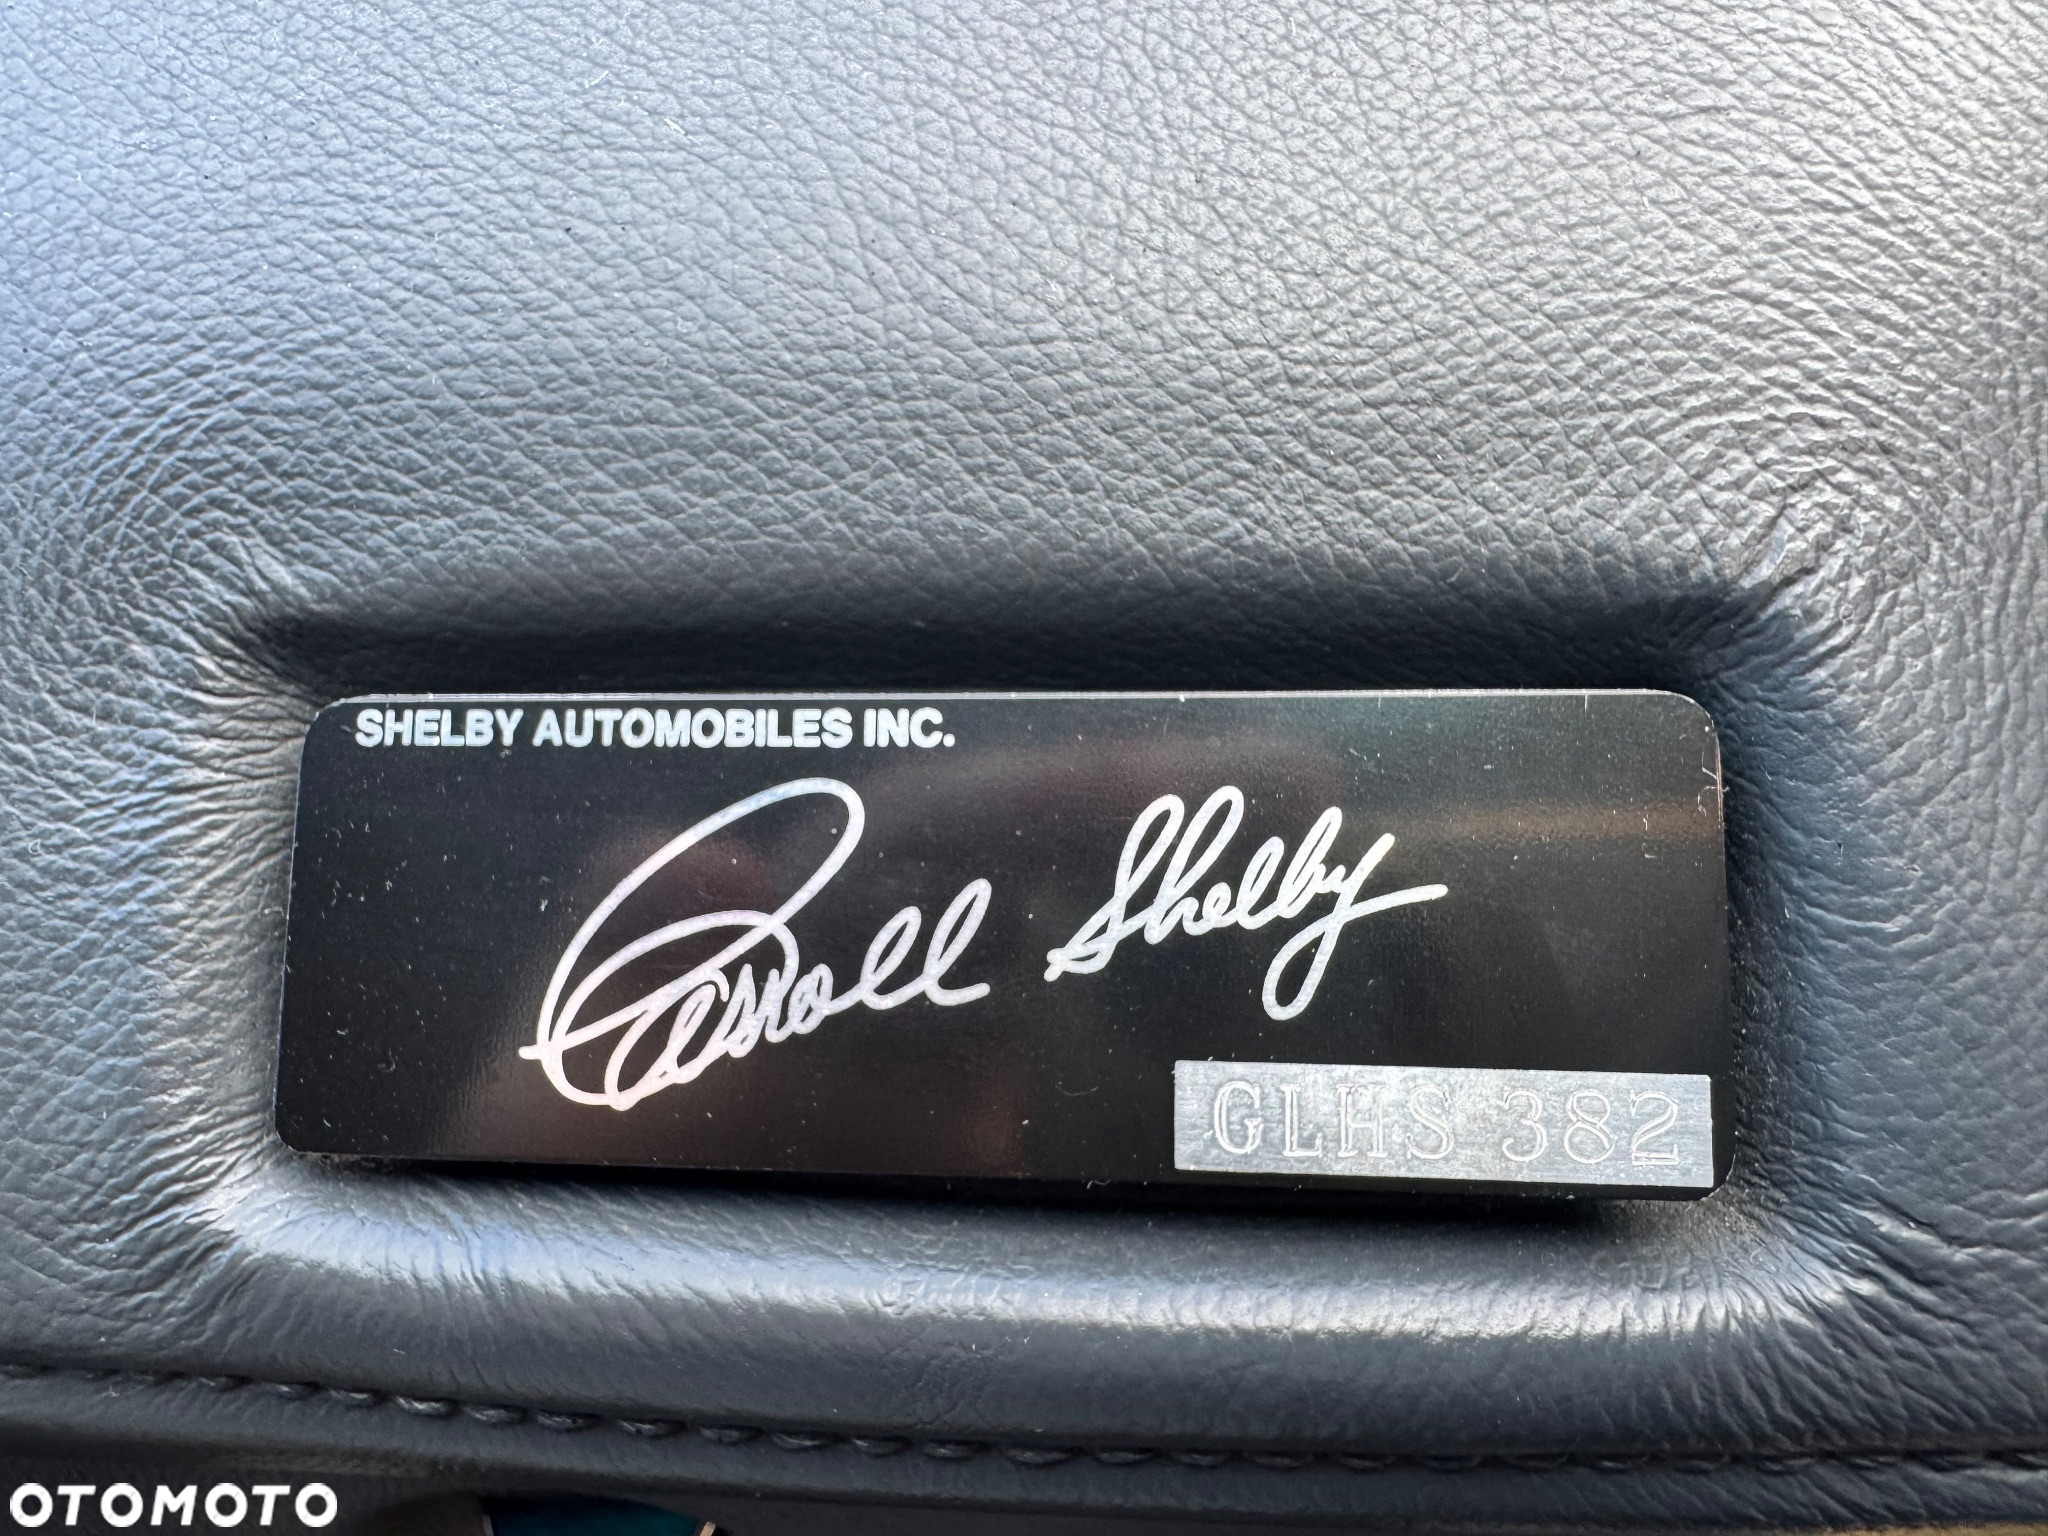 SHELBY AUTOMOBILES INC.
Carroll Shelby
GLHS 382
OTOMOTO